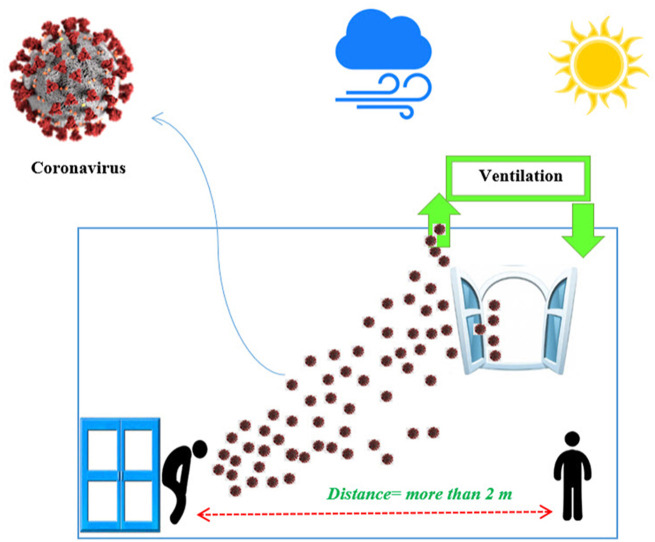 Coronavirus
Ventilation
Distance= more than 2 m